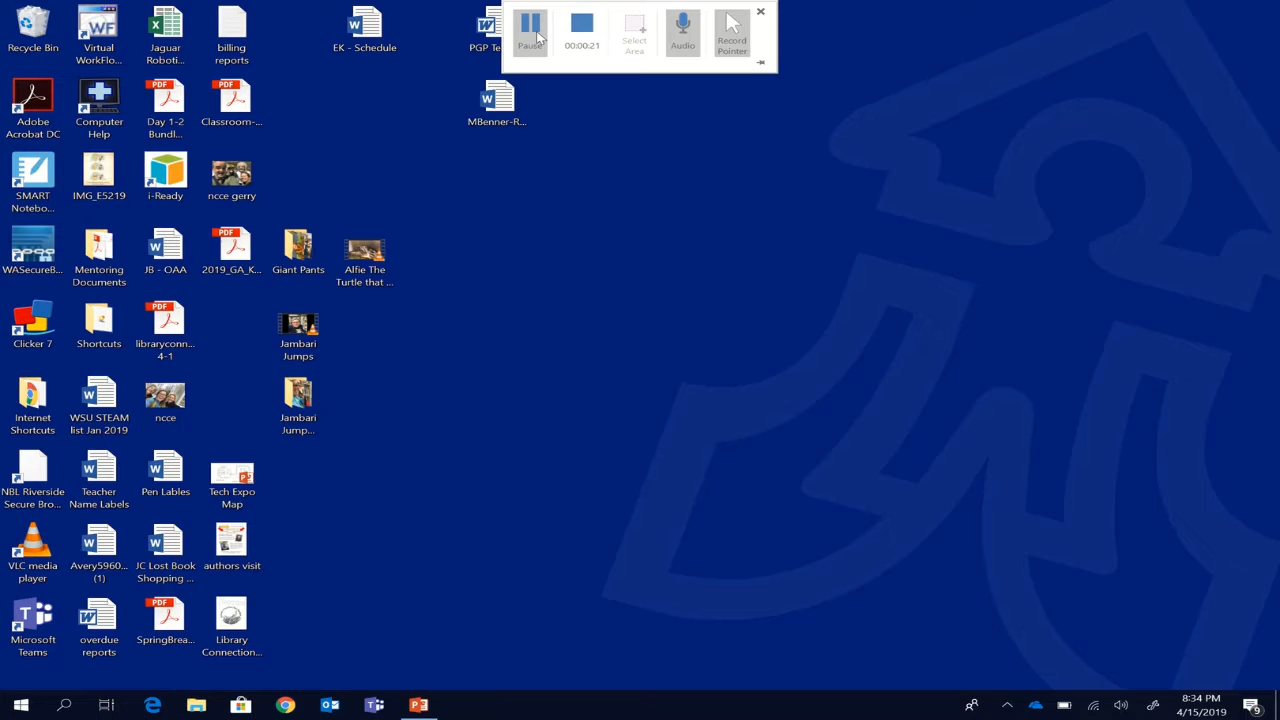 Virtual
WorkFlo...
Jaguar
Roboti...
billing
reports
EK - Schedule
Pause
00:00:21
Select
Area
Audio
Record
Pointer
Adobe
Acrobat DC
Computer
Help
Day 1-2
Bundl...
Classroom-...
MBenner-R...
SMART
Notebo...
IMG_E5219
i-Ready
ncce gerry
WASecureB...
Mentoring
Documents
JB - OAA
2019_GA_K...
Giant Pants
Alfie The
Turtle that ...
Clicker 7
Shortcuts
libraryconn...
4-1
Jambari
Jumps
Internet
Shortcuts
WSU STEAM
list Jan 2019
ncce
Jambari
Jump...
NBL Riverside
Secure Bro...
Teacher
Name Labels
Pen Lables
Tech Expo
Map
VLC media
player
Avery5960...
(1)
JC Lost Book
Shopping ...
authors visit
Microsoft
Teams
overdue
reports
SpringBrea...
Library
Connection...
8:34 PM
4/15/2019